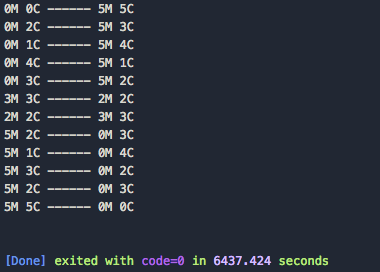 0M 0C ------ 5M 5C
0M 2C ------ 5M 3C
0M 1C ------ 5M 4C
0M 4C ------ 5M 1C
0M 3C ------ 5M 2C
3M 3C ------ 2M 2C
2M 2C ------ 3M 3C
5M 2C ------ 0M 3C
5M 1C ------ 0M 4C
5M 3C ------ 0M 2C
5M 2C ------ 0M 3C
5M 5C ------ 0M 0C
[Done] exited with code=0 in 6437.424 seconds